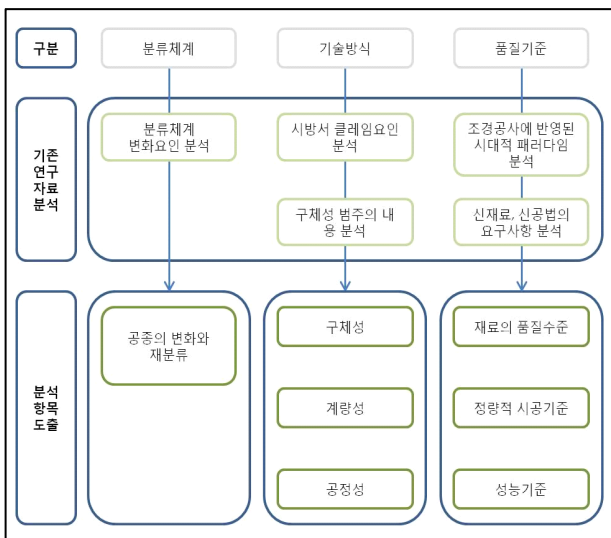 구분
분류체계
기술방식
품질기준
기존
연구
자료
분석
분류체계
변화요인 분석
시방서 클레임요인
분석
조경공사에 반영된
시대적 패러다임
분석
구체성 범주의 내
용 분석
신재료, 신공법의
요구사항 분석
분석
항목
도출
공종의 변화와
재분류
구체성
재료의 품질수준
계량성
정량적 시공기준
공정성
성능기준